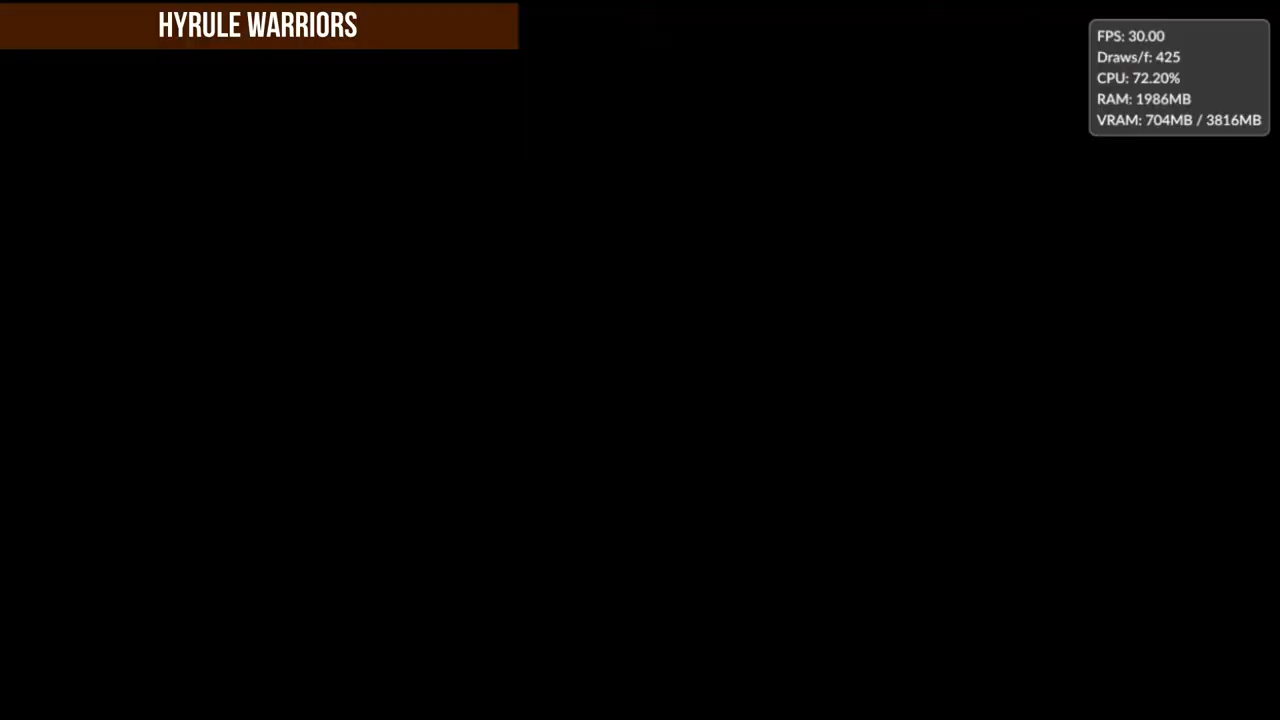 HYRULE WARRIORS
FPS: 30.00
Draws/f: 425
CPU: 72.20%
RAM: 1986MB
VRAM: 704MB / 3816MB